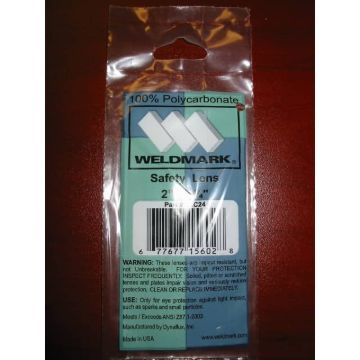 100% Polycarbonate
WELDMARK®
Safety Lens
2"
Part
C24
6 77677 15602 8
WARNING: These lenses are impact resistant, but
not Unbreakable. FOR YOUR PROTECTION
INSPECT FREQUENTLY. Soiled, pitted or scratched
lenses and plates impair vision and seriously reduce
protection. CLEAN OR REPLACE IMMEDIATELY.
USE: Only for eye protection against light impact,
such as sparks and small particles.
Meets / Exceeds ANSI Z87.1-2003
Manufactured by Dynaflux, Inc.
Made in USA
www.weldmark.com